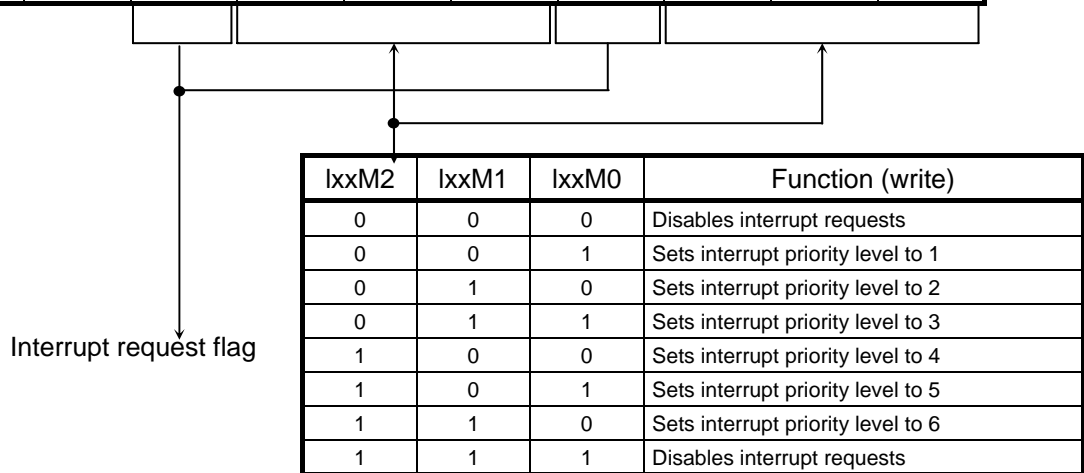 lxxM2 lxxM1 lxxM0 Function (write)
0 0 0 Disables interrupt requests
0 0 1 Sets interrupt priority level to 1
0 1 0 Sets interrupt priority level to 2
0 1 1 Sets interrupt priority level to 3
Interrupt request flag
1 0 0 Sets interrupt priority level to 4
1 0 1 Sets interrupt priority level to 5
1 1 0 Sets interrupt priority level to 6
1 1 1 Disables interrupt requests